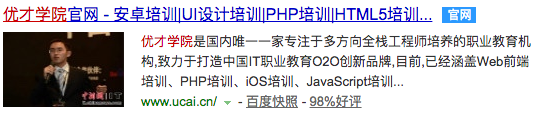 优才学院官网 - 安卓培训|UI设计培训|PHP培训|HTML5培训... 官网
优才学院是国内唯一一家专注于多方向全栈工程师培养的职业教育机
构,致力于打造中国IT职业教育O2O创新品牌,目前,已经涵盖Web前端
培训、PHP培训、iOS培训、JavaScript培训...
www.ucai.cn/ - 百度快照 - 98%好评